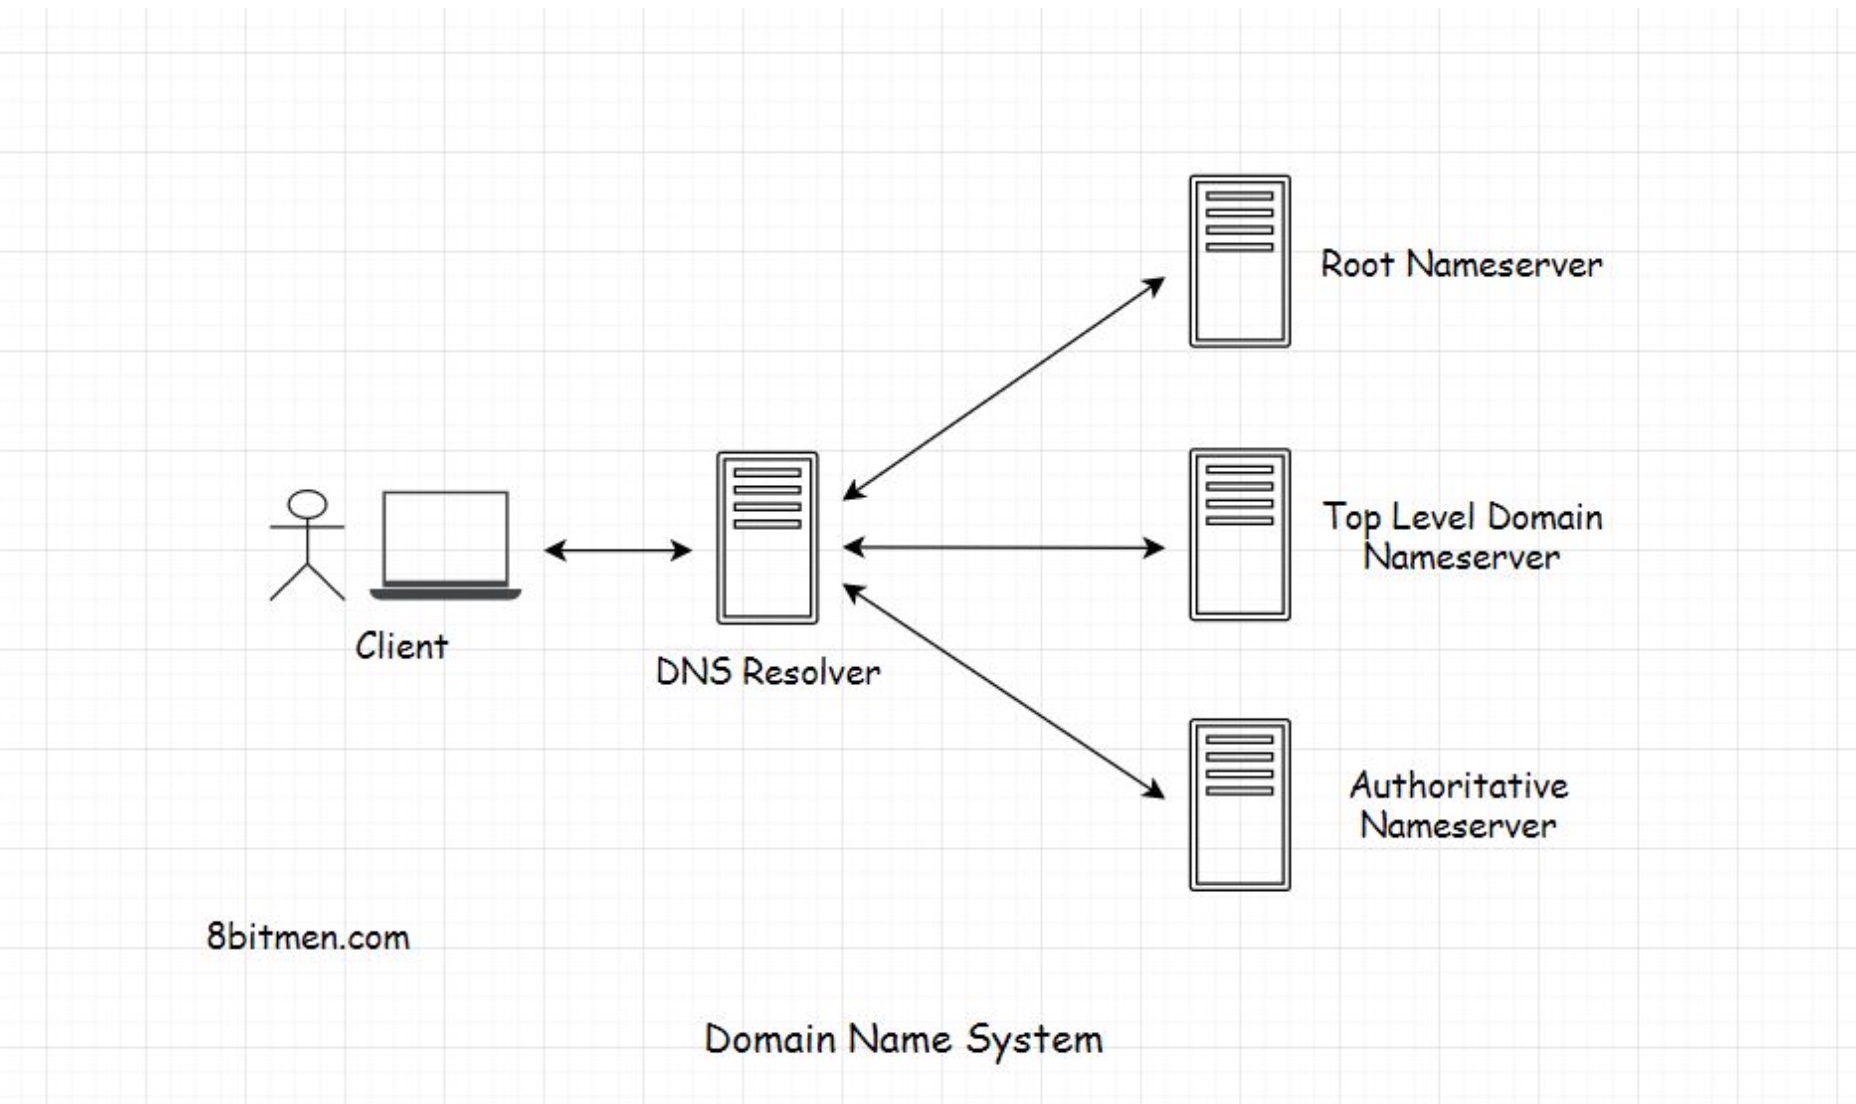 Root Nameserver
Top Level Domain
Nameserver
Client
DNS Resolver
Authoritative
Nameserver
8bitmen.com
Domain Name System